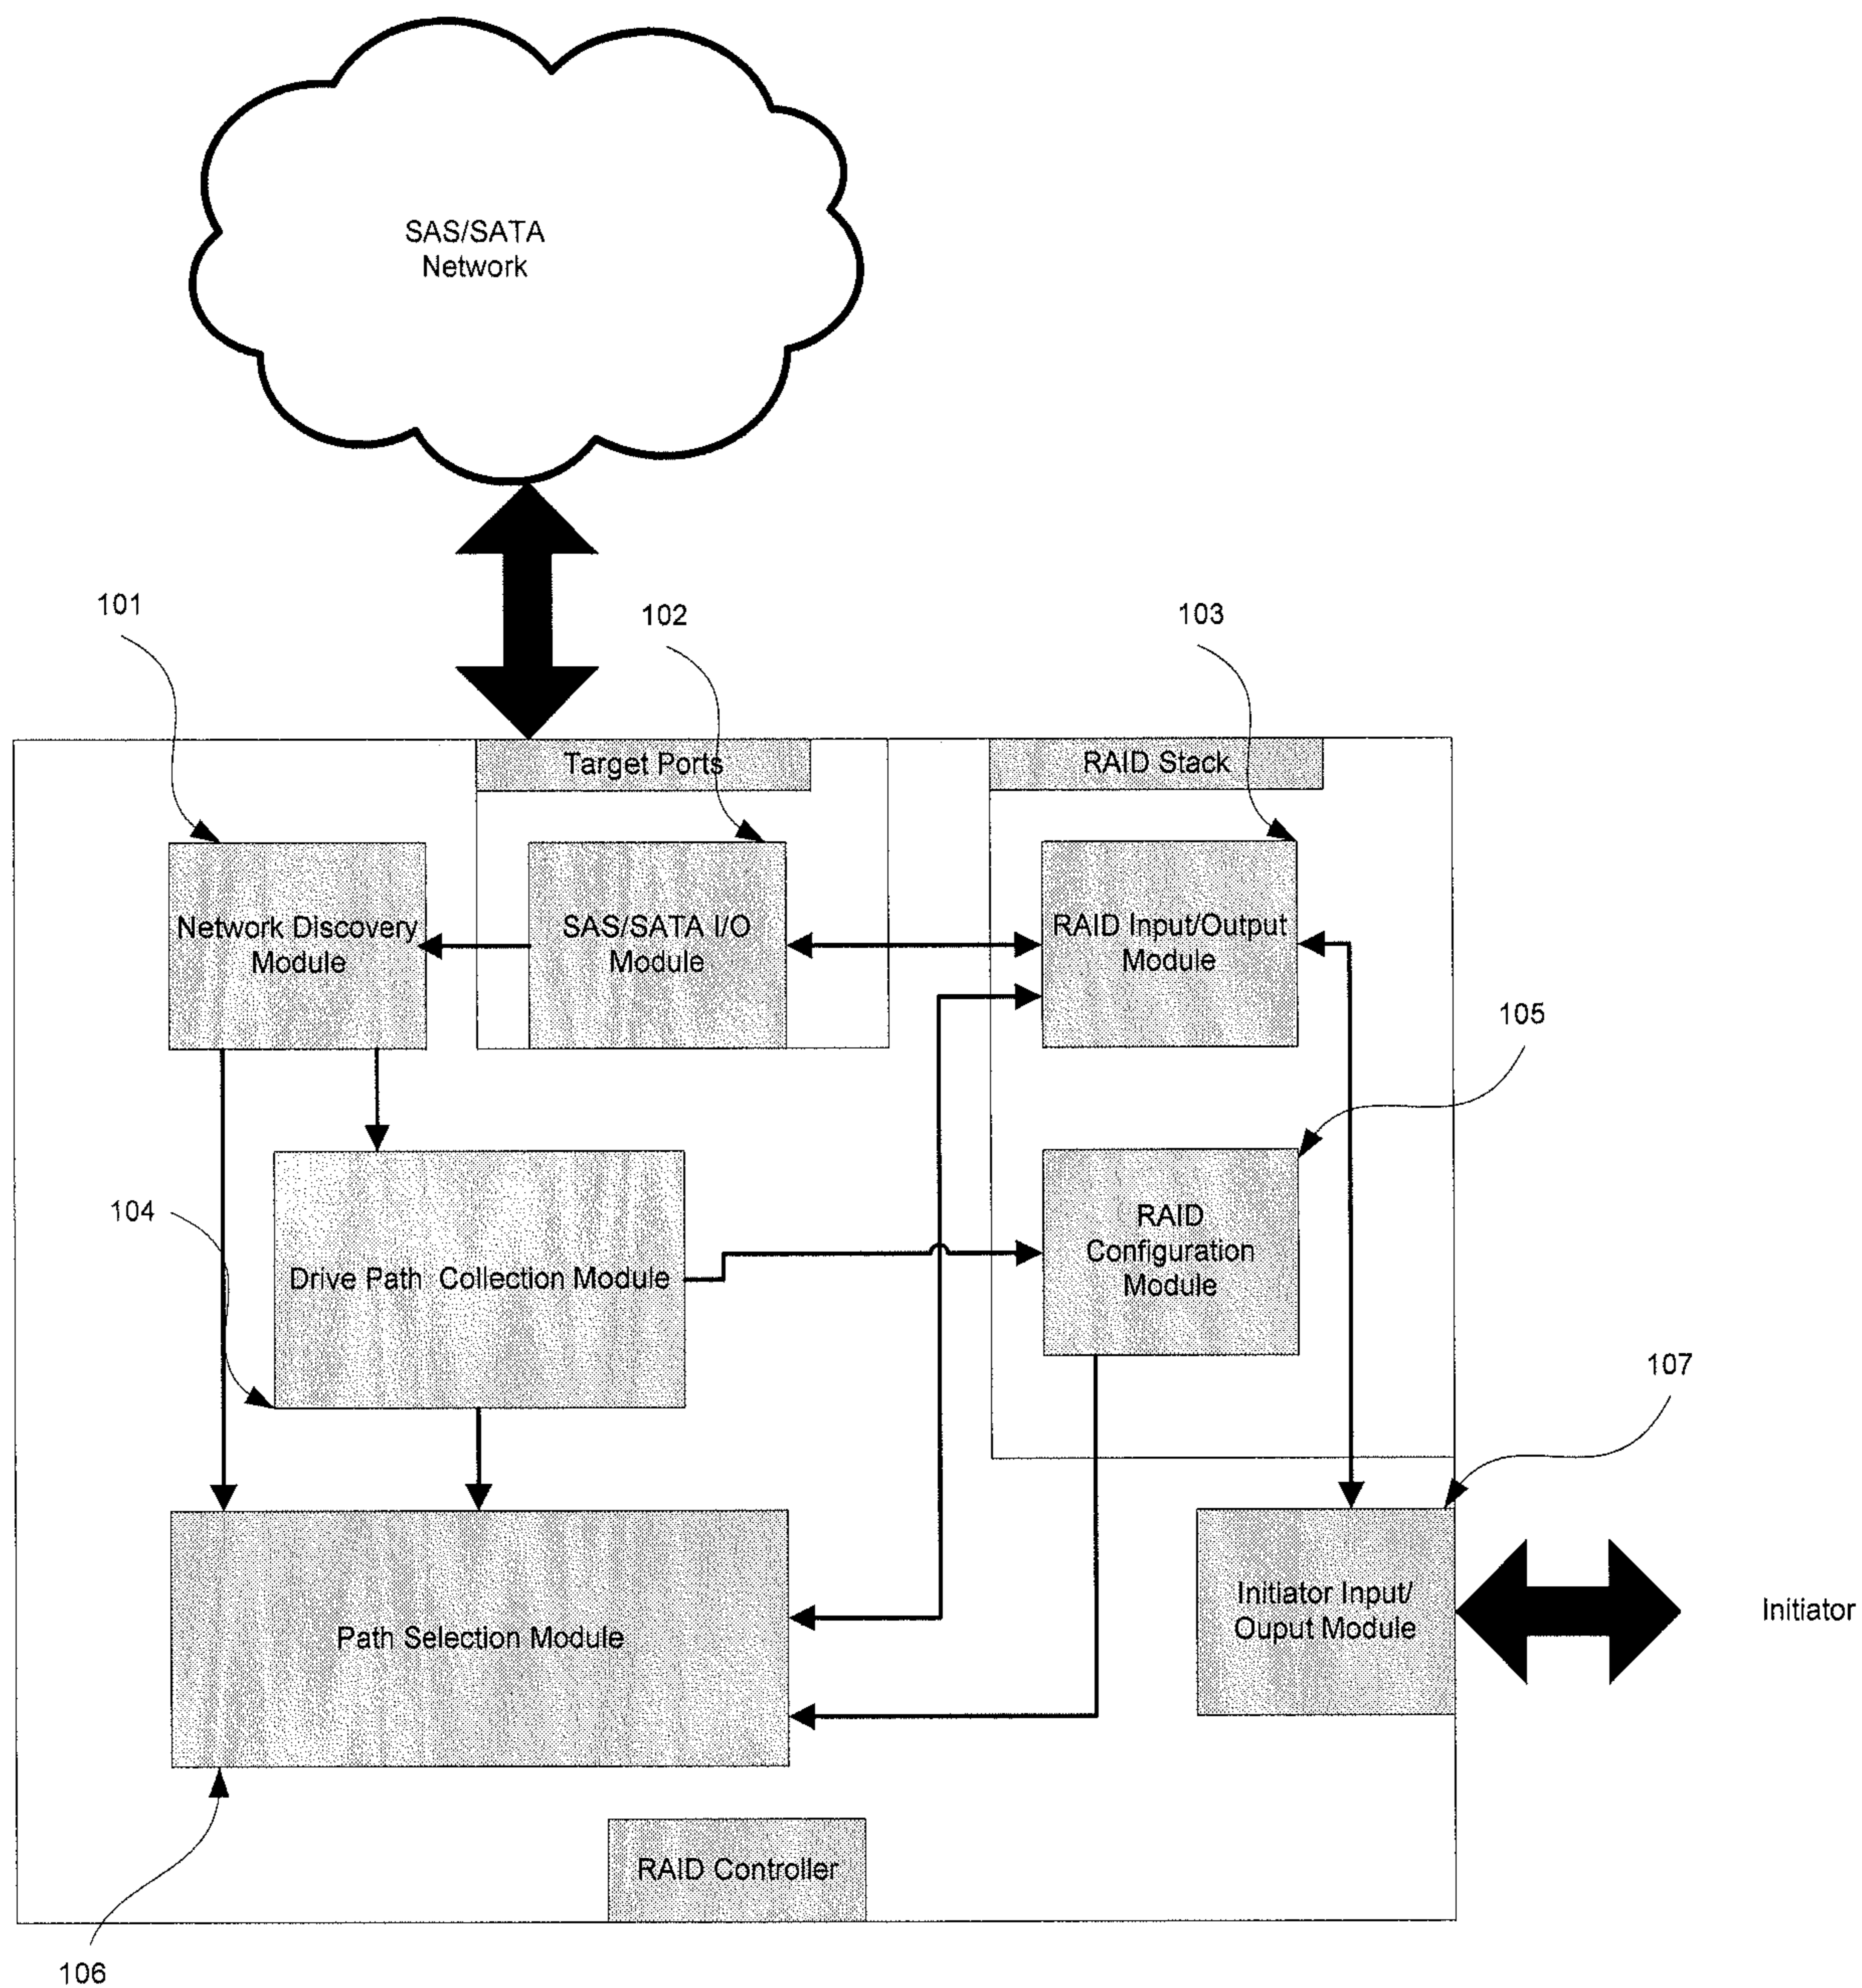 SAS/SATA
Network
101
102
103
Target Ports
RAID Stack
Network Discovery
Module
SAS/SATA I/O
Module
RAID Input/Output
Module
105
104
Drive Path Collection Module
RAID
Configuration
Module
107
Path Selection Module
Initiator Input/
Ouput Module
Initiator
RAID Controller
106